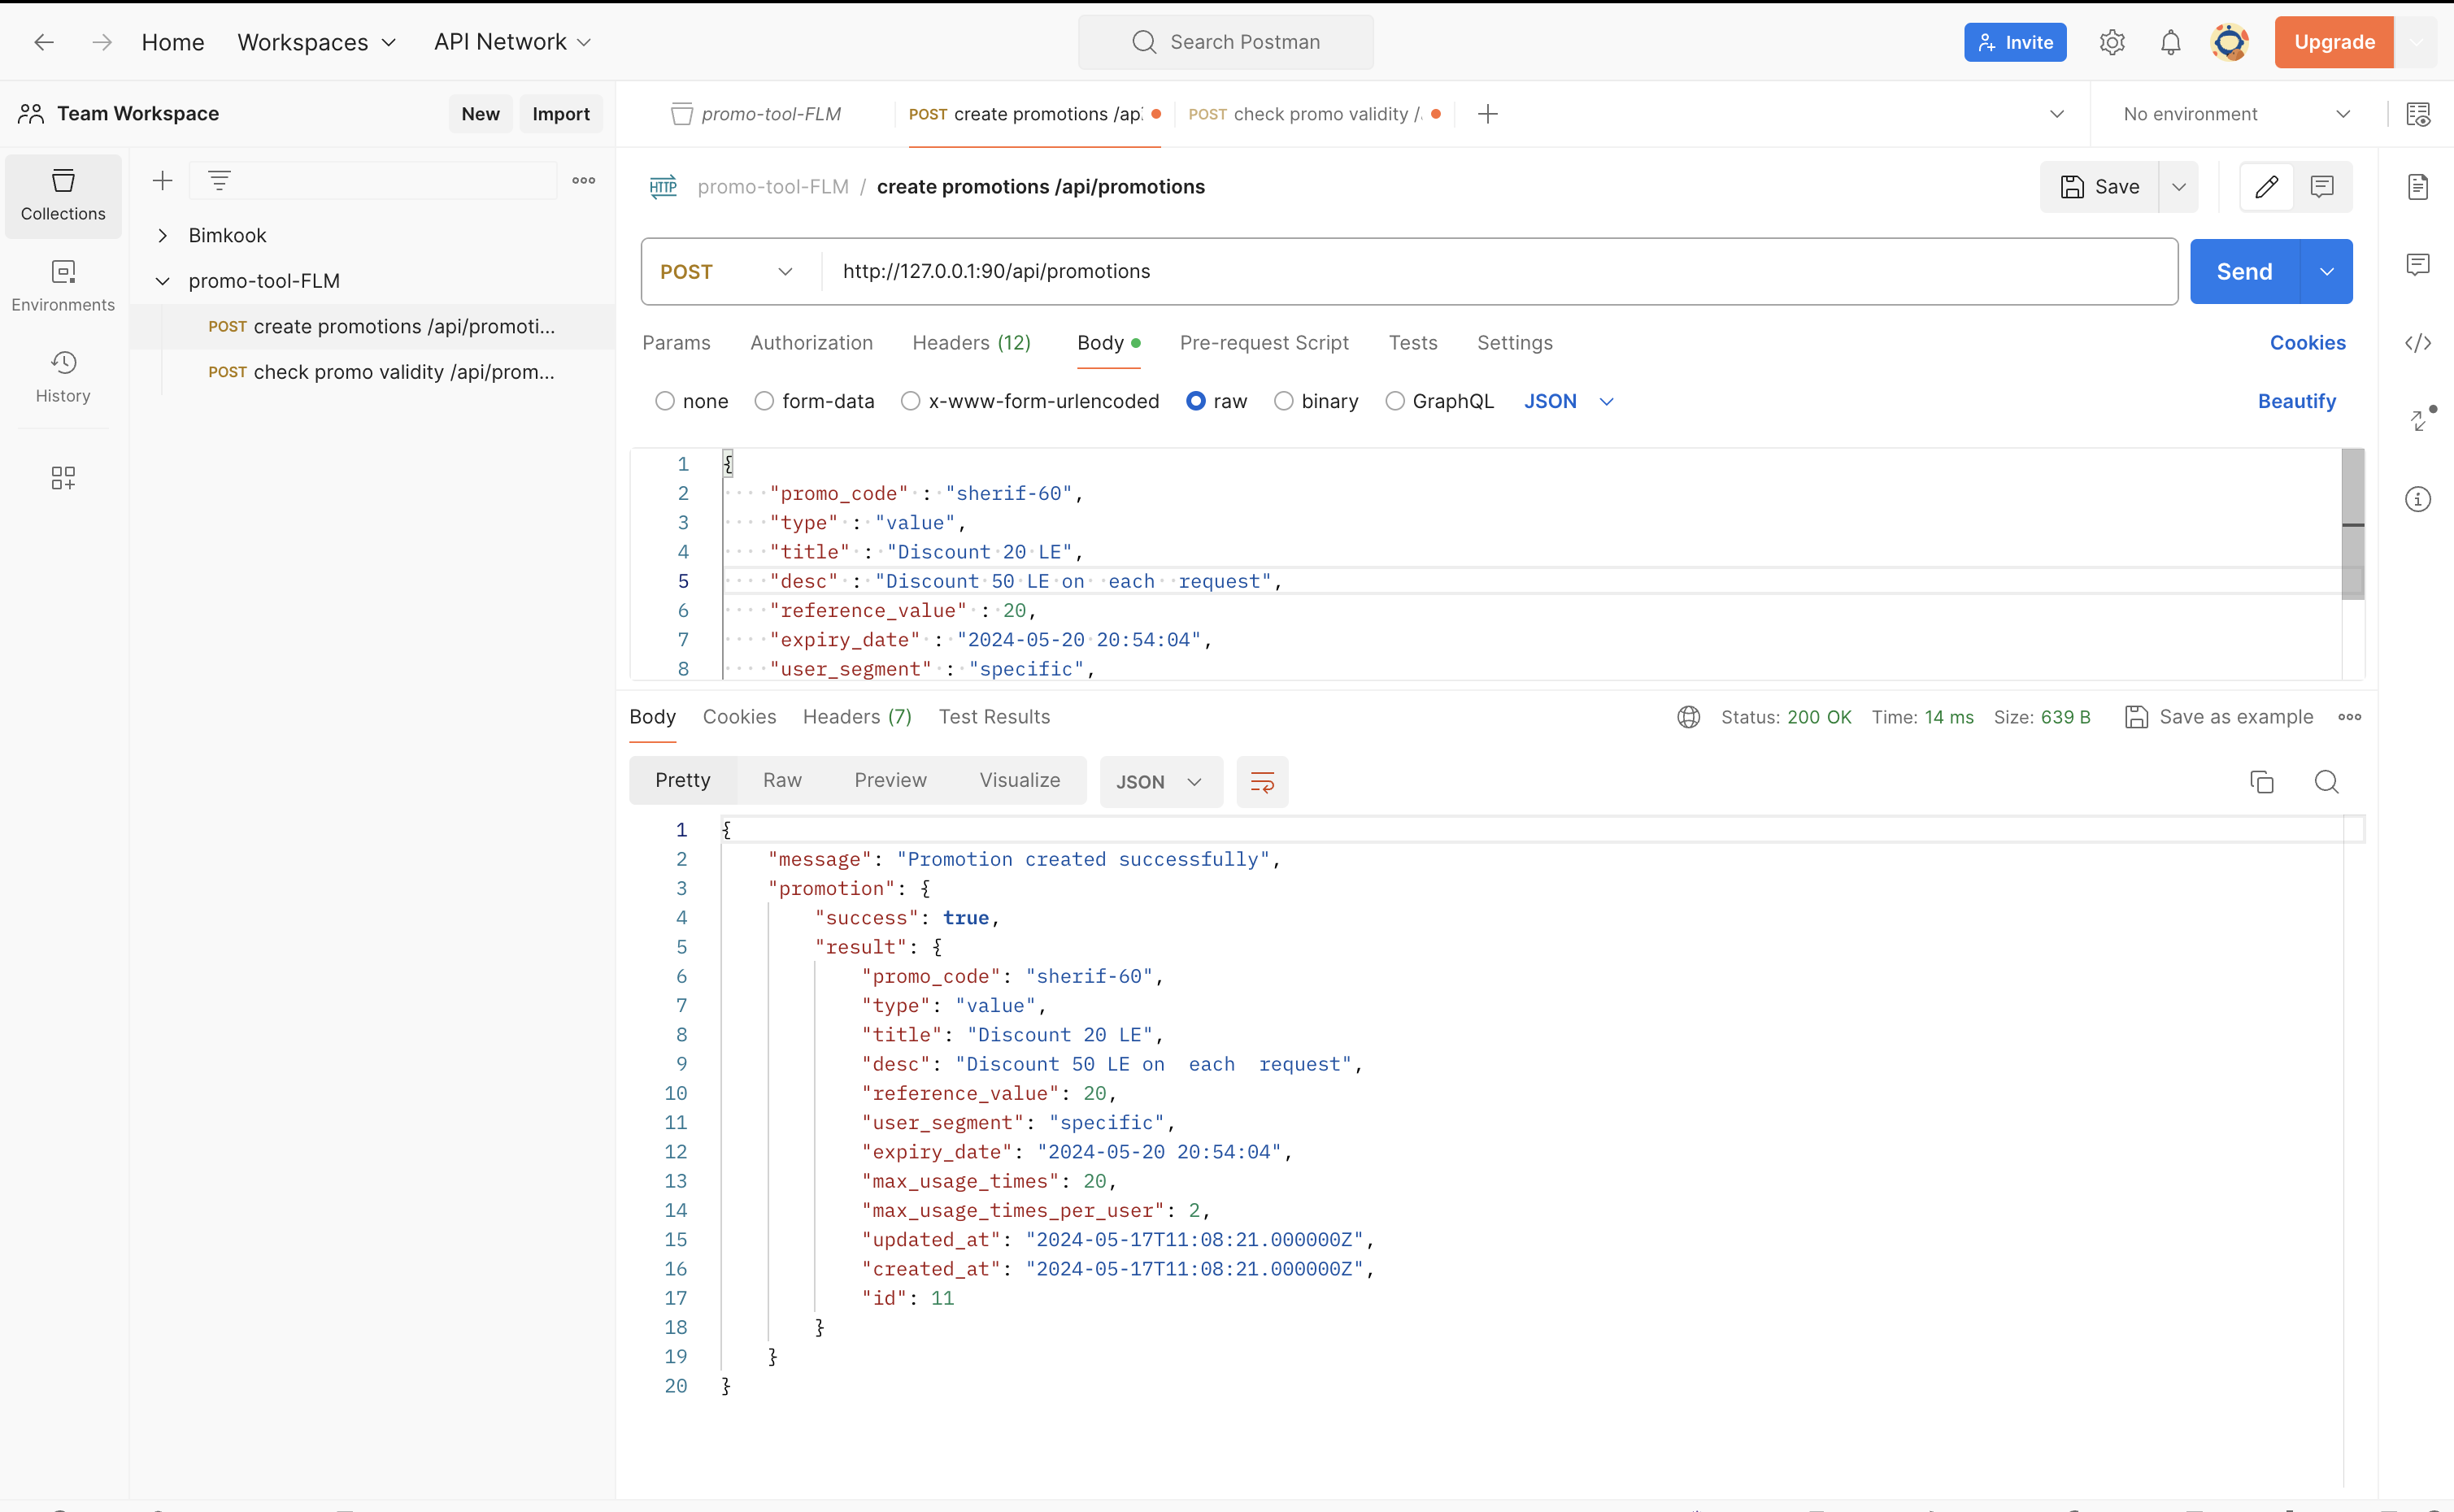 Home Workspaces API Network Search Postman Invite Upgrade
Team Workspace New Import promo-tool-FLM POST create promotions /ap POST check promo validity /. No environment
Collections
Environments
History
Bimkook
promo-tool-FLM
POST create promotions /api/promoti...
POST check promo validity /api/prom...
HTTP promo-tool-FLM / create promotions /api/promotions Save
POST http://127.0.0.1:90/api/promotions Send
Params Authorization Headers (12) Body Pre-request Script Tests Settings Cookies
none form-data x-www-form-urlencoded raw binary GraphQL JSON Beautify
1 {
2 "promo_code" : "sherif-60",
3 "type" : "value",
4 "title" : "Discount 20 LE",
5 "desc" : "Discount 50 LE on  each  request",
6 "reference_value" : 20,
7 "expiry_date" : "2024-05-20 20:54:04",
8 "user_segment" : "specific",
Body Cookies Headers (7) Test Results Status: 200 OK Time: 14 ms Size: 639 B Save as example
Pretty Raw Preview Visualize JSON
1 {
2 "message": "Promotion created successfully",
3 "promotion": {
4 "success": true,
5 "result": {
6 "promo_code": "sherif-60",
7 "type": "value",
8 "title": "Discount 20 LE",
9 "desc": "Discount 50 LE on  each  request",
10 "reference_value": 20,
11 "user_segment": "specific",
12 "expiry_date": "2024-05-20 20:54:04",
13 "max_usage_times": 20,
14 "max_usage_times_per_user": 2,
15 "updated_at": "2024-05-17T11:08:21.000000Z",
16 "created_at": "2024-05-17T11:08:21.000000Z",
17 "id": 11
18 }
19 }
20 }